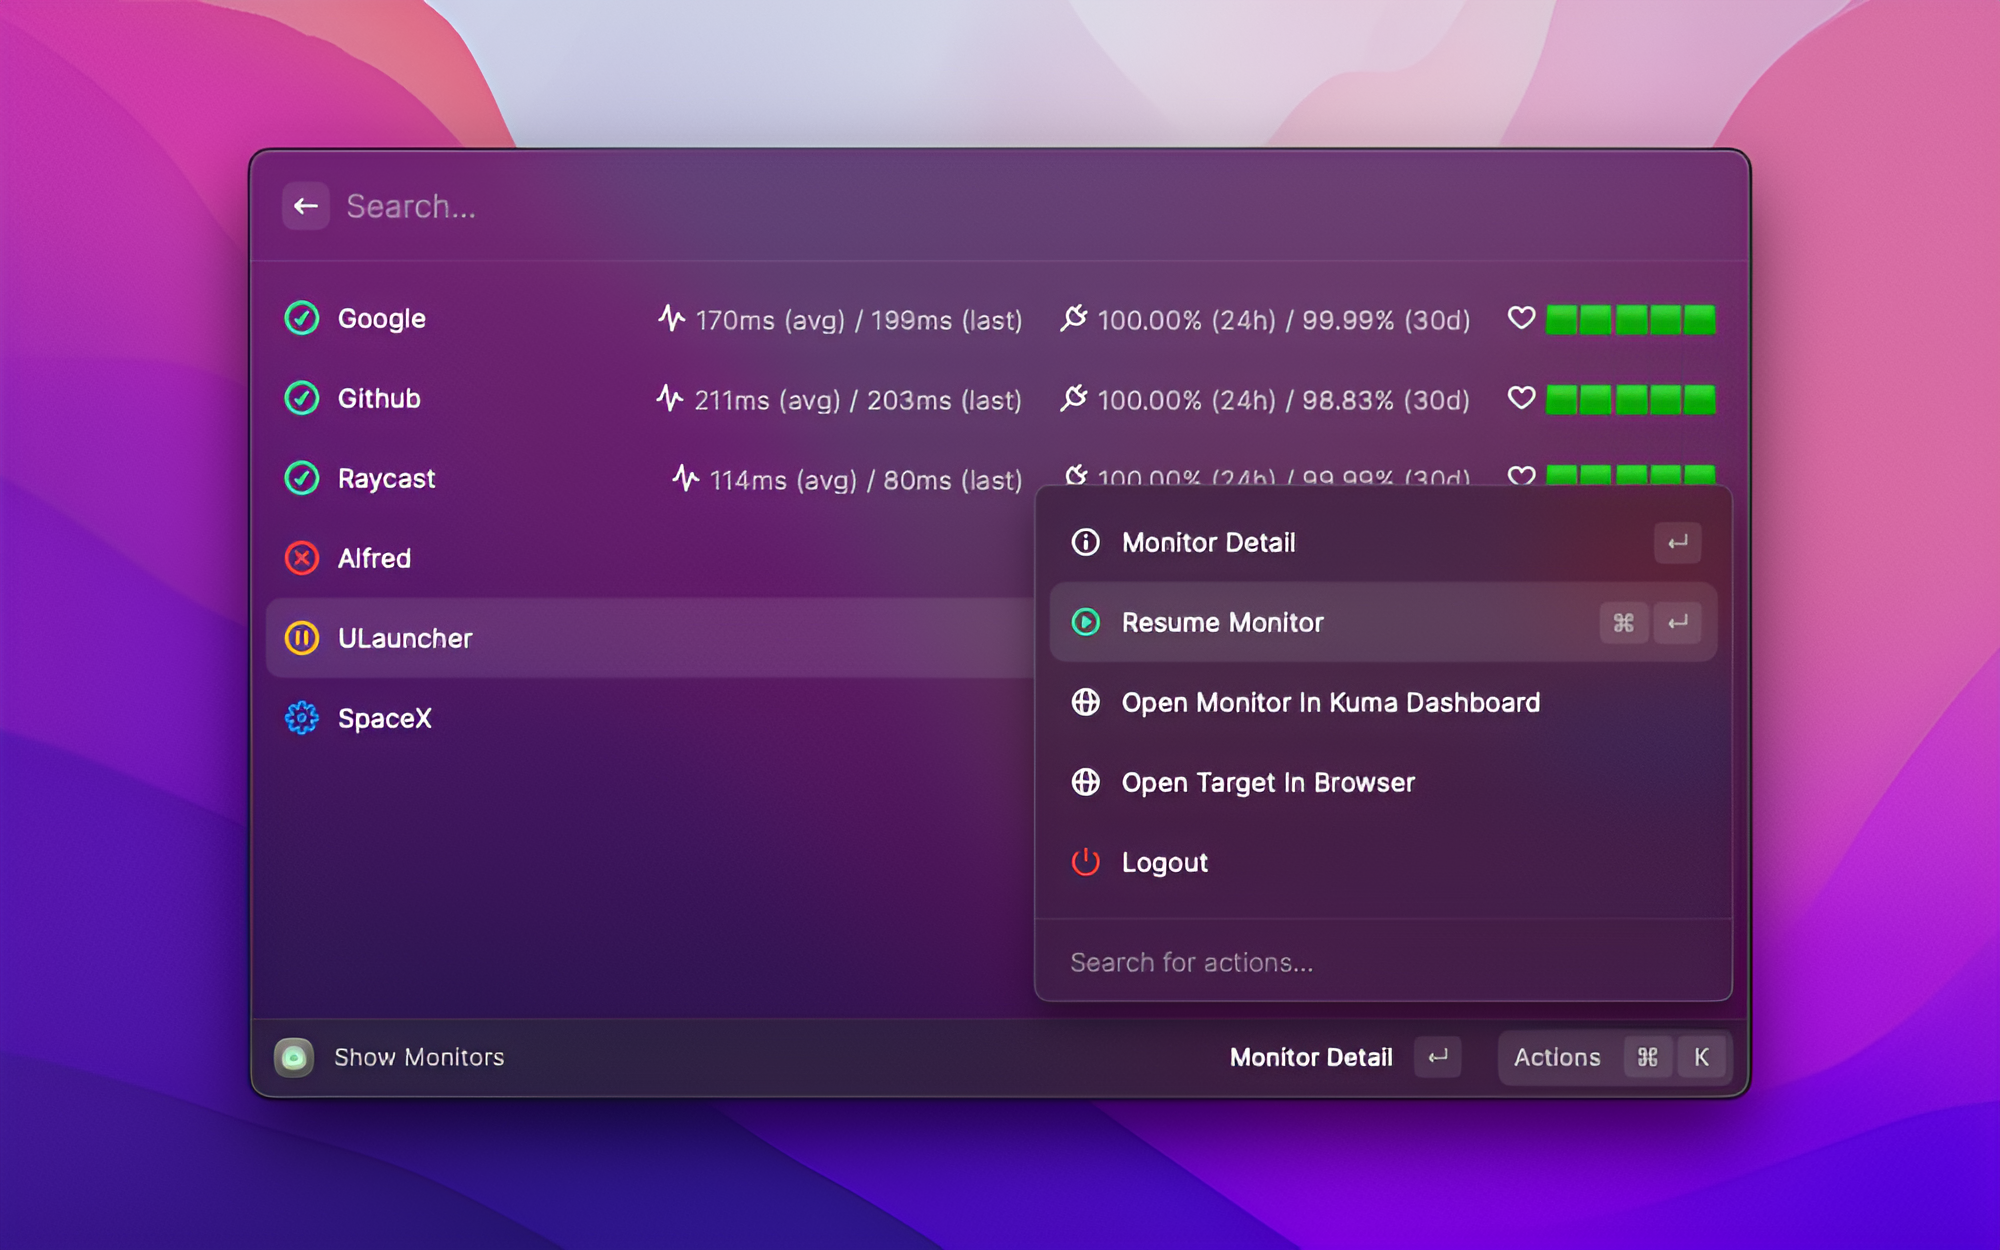 Search...
Google 170ms (avg) / 199ms (last) 100.00% (24h) / 99.99% (30d)
Github 211ms (avg) / 203ms (last) 100.00% (24h) / 98.83% (30d)
Raycast 114ms (avg) / 80ms (last) 100.00% (24h) / 99.99% (30d)
Alfred
ULauncher
SpaceX
Monitor Detail
Resume Monitor ⌘
Open Monitor In Kuma Dashboard
Open Target In Browser
Logout
Search for actions...
Show Monitors
Monitor Detail
Actions ⌘ K